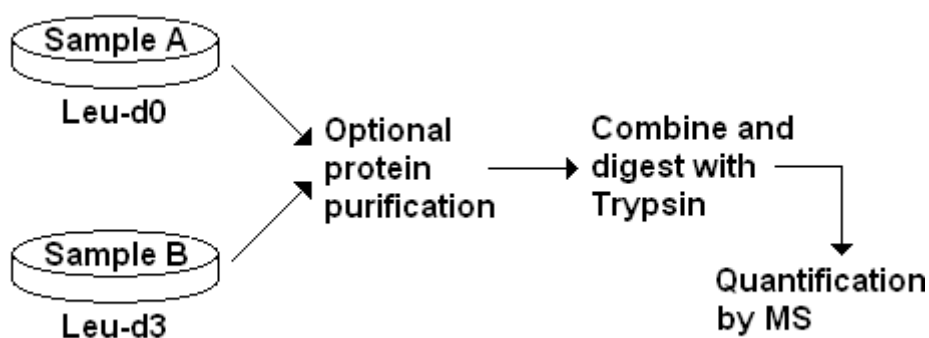 Sample A
Leu-d0
Optional
protein
purification
Combine and
digest with
Trypsin
Sample B
Leu-d3
Quantification
by MS